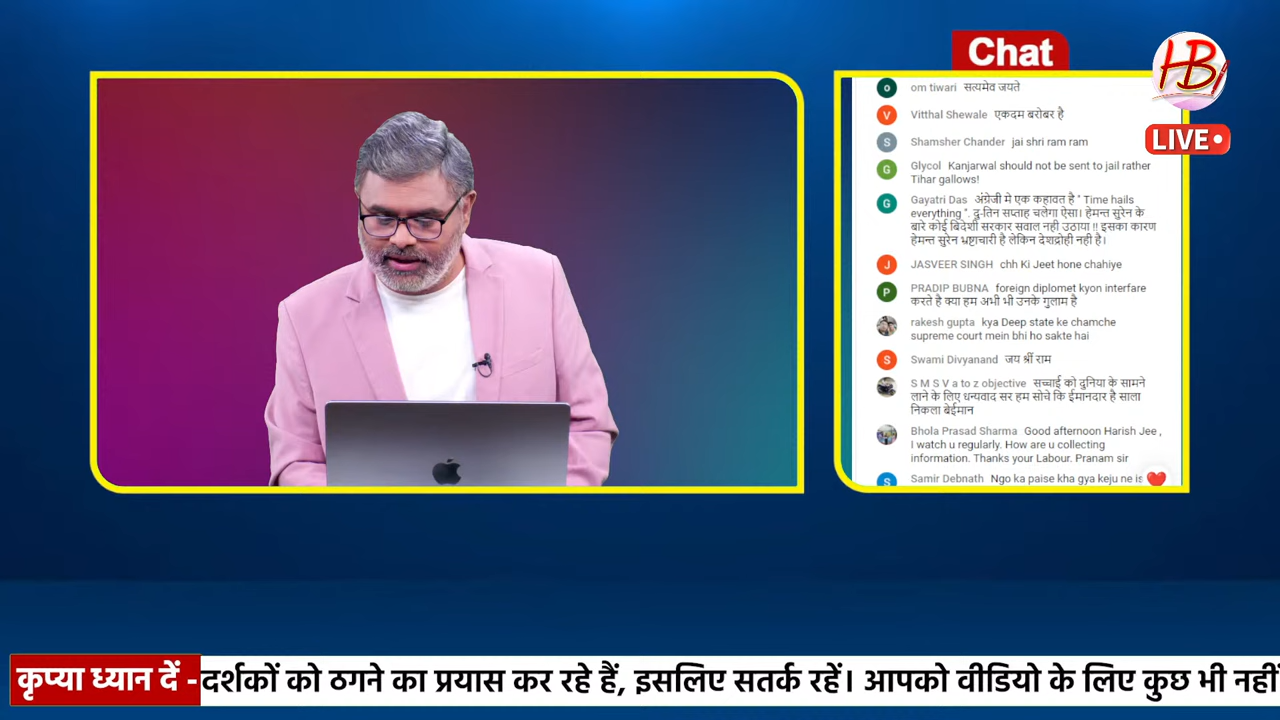 Chat
HBI
LIVE
om tiwari सत्यमेव जयते
Vitthal Shewale एकदम बरोबर है
Shamsher Chander jai shri ram ram
Glycol Kanjarwal should not be sent to jail rather
Tihar gallows!
Gayatri Das अंग्रेजी मे एक कहावत है " Time hails
everything ". दु-तिन सप्ताह चलेगा ऐसा। हेमन्त सुरेन के
बारे कोई बिदेशी सरकार सवाल नही उठाया !! इसका कारण
हेमन्त सुरेन भ्रष्टाचारी है लेकिन देशद्रोही नही है।
JASVEER SINGH chh Ki Jeet hone chahiye
PRADIP BUBNA foreign diplomet kyon interfare
करते है क्या हम अभी भी उनके गुलाम है
rakesh gupta kya Deep state ke chamche
supreme court mein bhi ho sakte hai
Swami Divyanand जय श्रीं राम
S M S V a to z objective सच्चाई को दुनिया के सामने
लाने के लिए धन्यवाद सर हम सोचे कि ईमानदार है साला
निकला बेईमान
Bhola Prasad Sharma Good afternoon Harish Jee ,
I watch u regularly. How are u collecting
information. Thanks your Labour. Pranam sir
Samir Debnath Ngo ka paise kha gya keju ne is
कृप्या ध्यान दें - दर्शकों को ठगने का प्रयास कर रहे हैं, इसलिए सतर्क रहें। आपको वीडियो के लिए कुछ भी नहीं